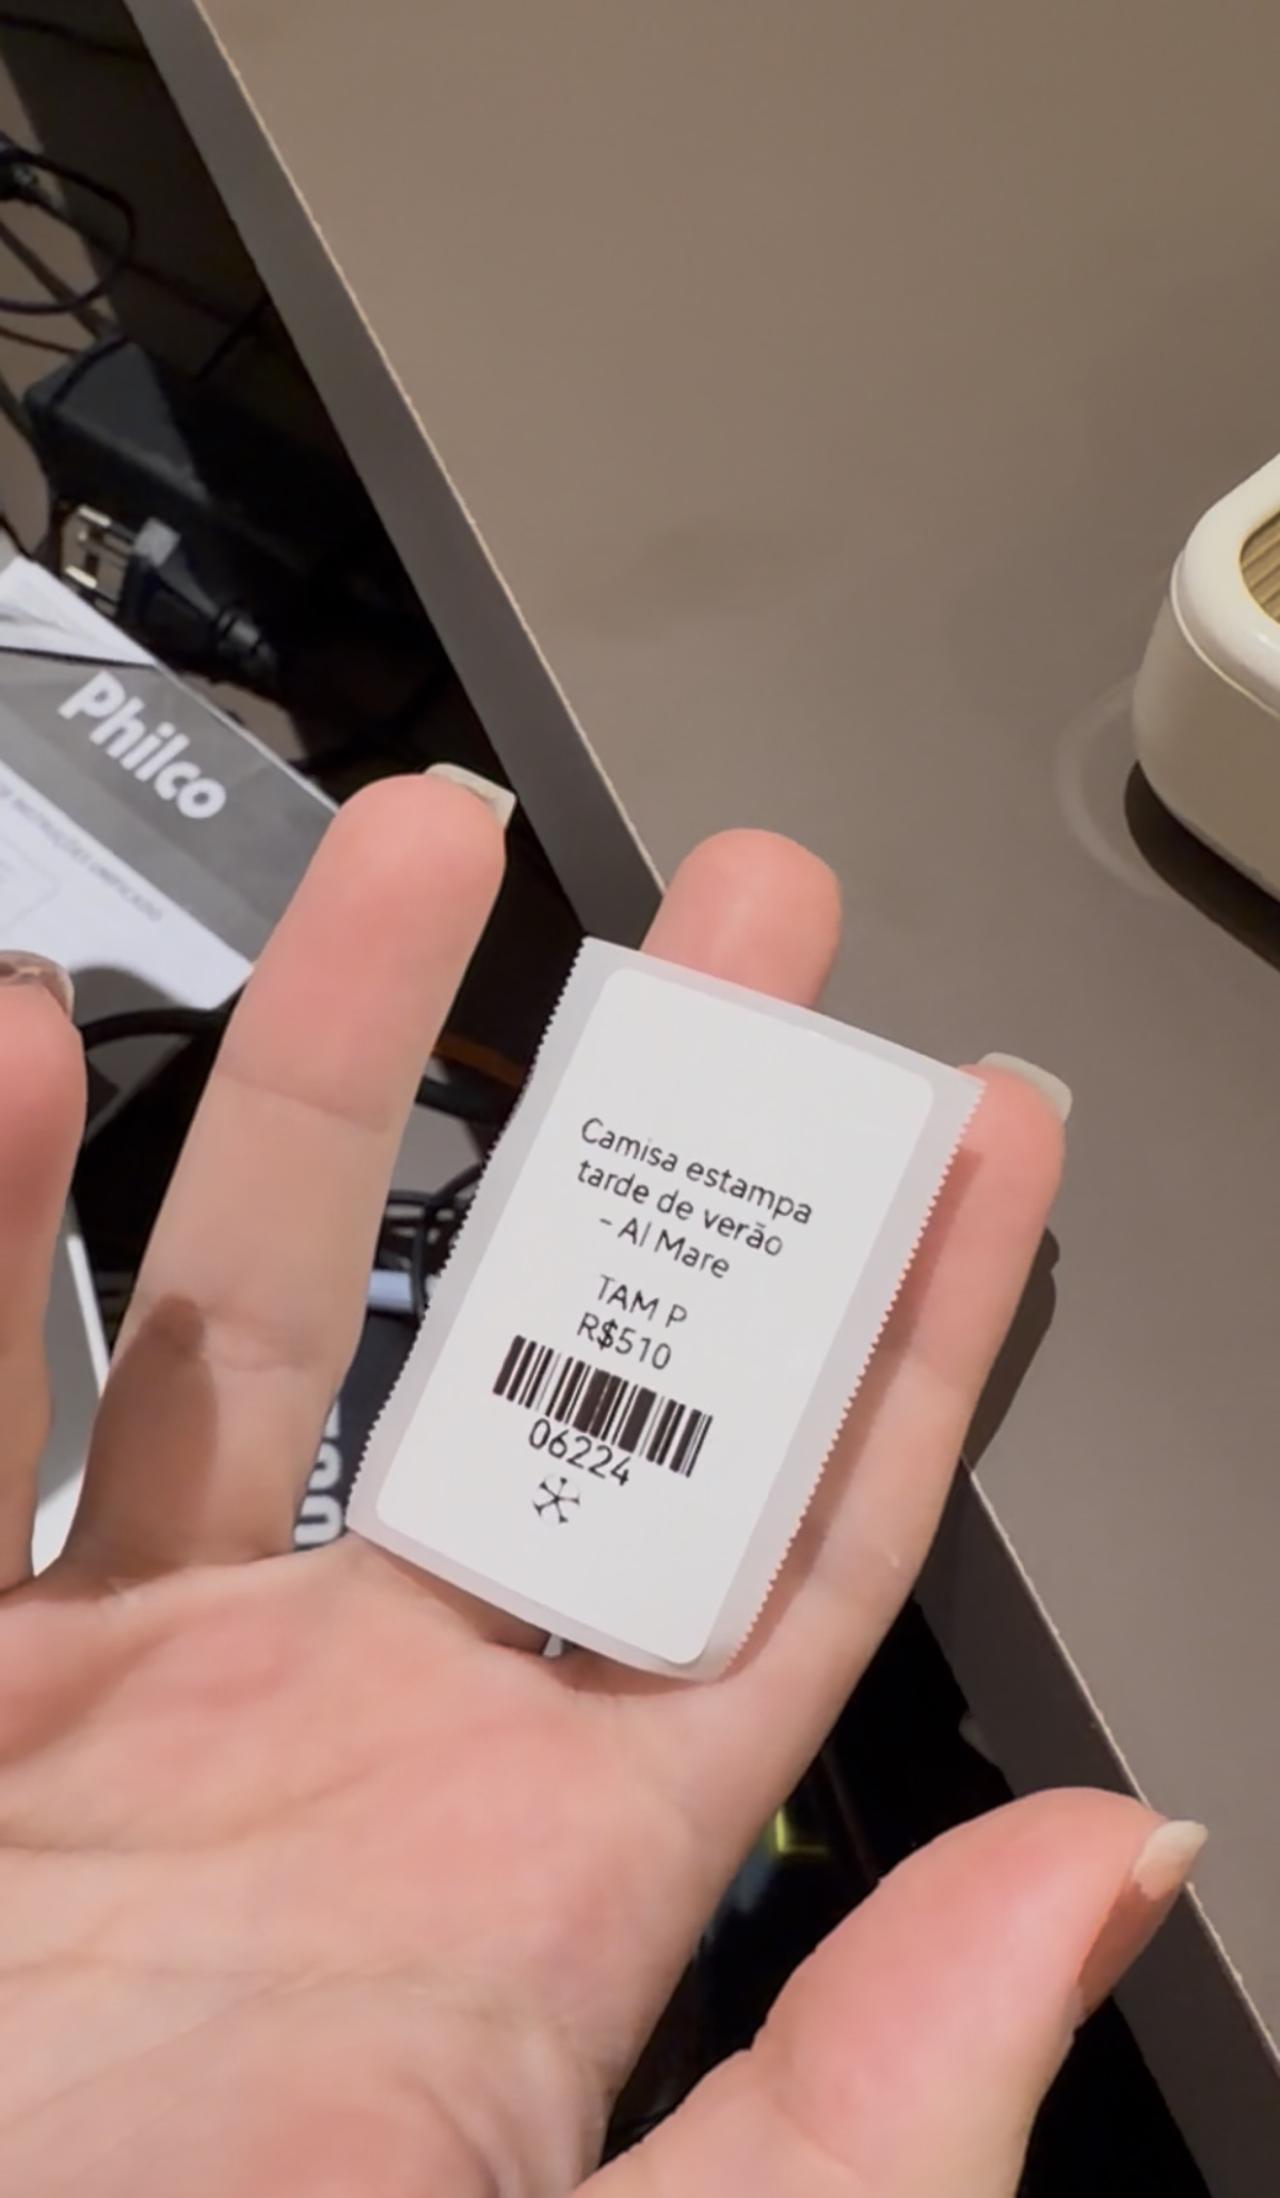 Philco
Camisa estampa
tarde de verão
- Al Mare
TAM P
R$510
06224